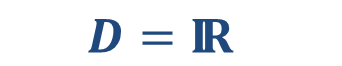 D = ℝ